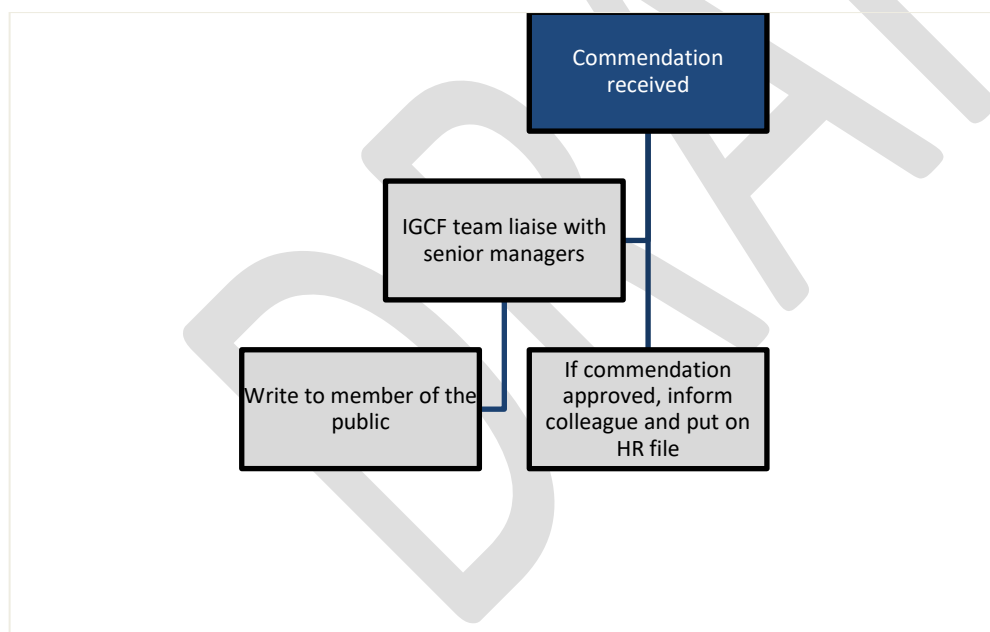 Commendation
received
IGCF team liaise with
senior managers
Write to member of the
public
If commendation
approved, inform
colleague and put on
HR file